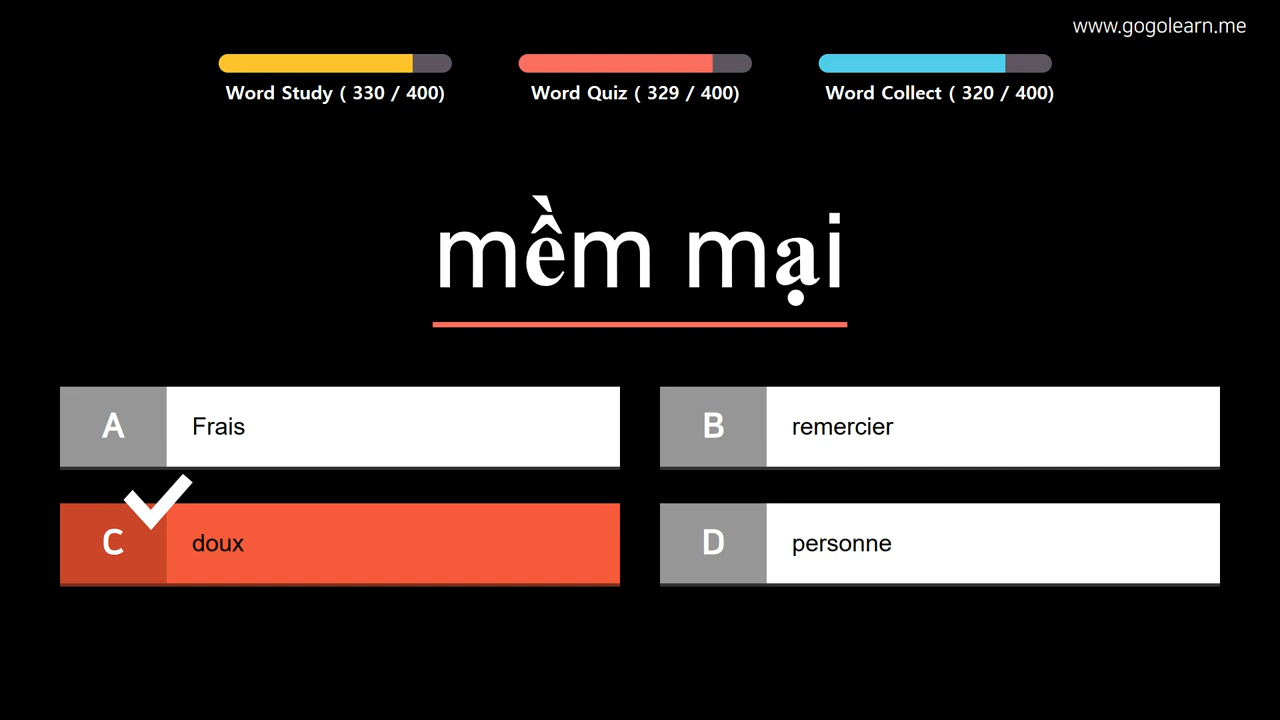 www.gogolearn.me
Word Study ( 330 / 400)
Word Quiz ( 329 / 400)
Word Collect ( 320 / 400)
mềm mại
A Frais
B remercier
C doux
D personne